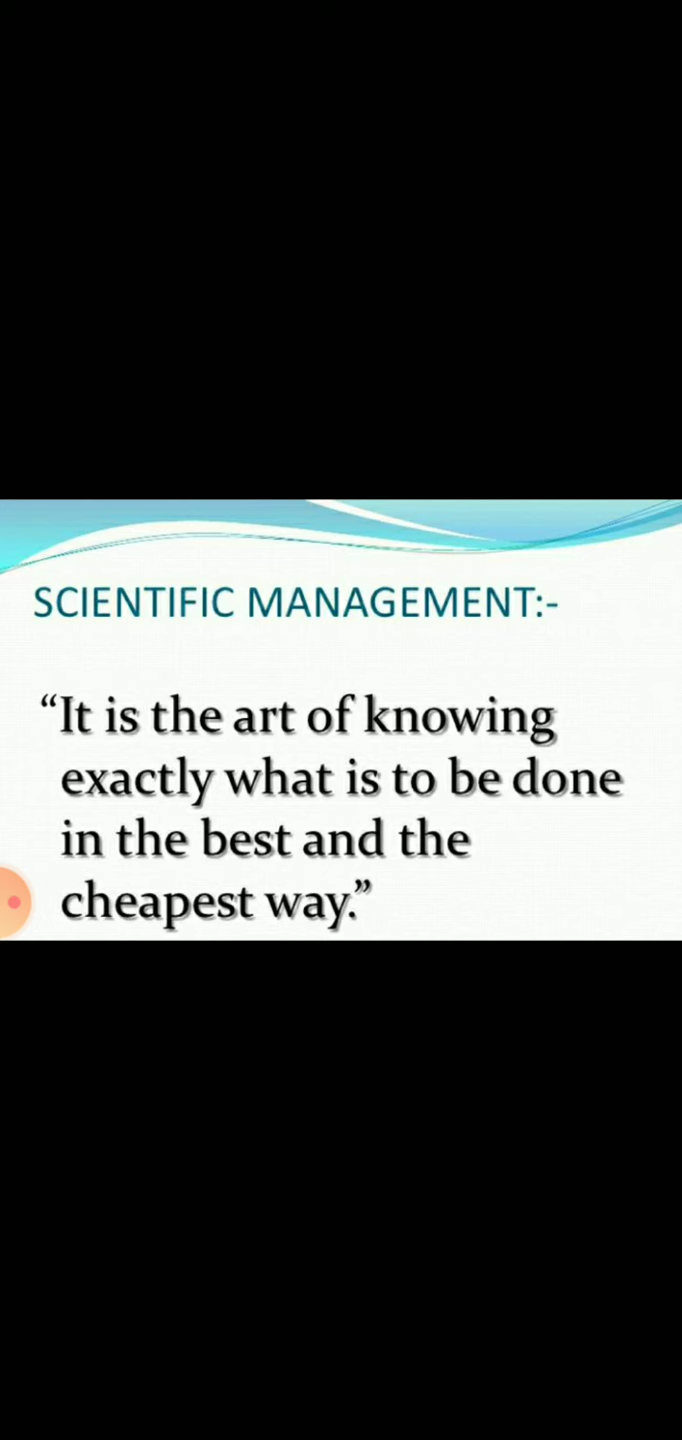 SCIENTIFIC MANAGEMENT:-
“It is the art of knowing
exactly what is to be done
in the best and the
cheapest way.”